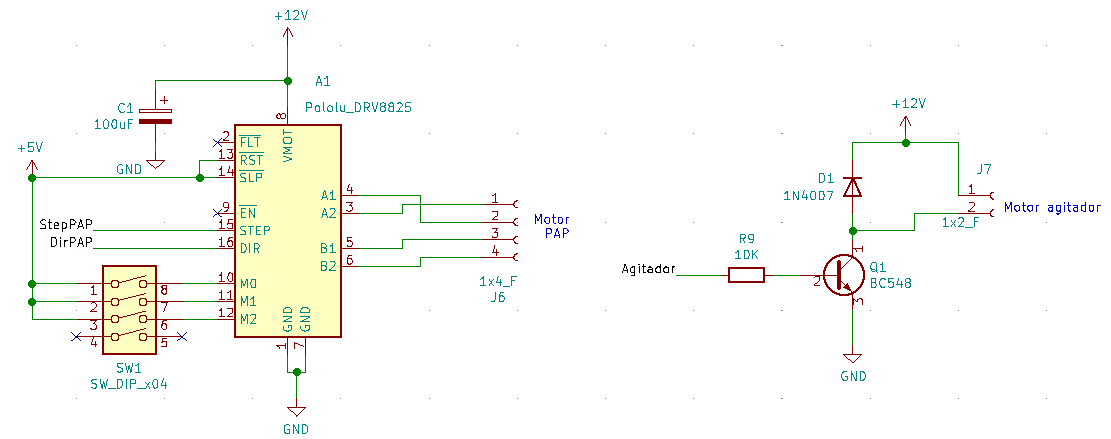 +12V
A1
Pololu_DRV8825
C1
+
100uF
GND
+5V
8
VMOT
2
FLT
13
RST
14
SLP
9
EN
StepPAP
15
STEP
DirPAP
16
DIR
10
M0
11
M1
12
M2
A1
4
A2
3
B1
5
B2
6
1
2
3
4
Motor
PAP
1x4_F
J6
1
8
2
7
3
6
4
5
SW1
SW_DIP_x04
GND
GND
1
7
GND
+12V
D1
1N4007
J7
1
2
Motor agitador
1x2_F
R9
10K
Agitador
1
2
3
Q1
BC548
GND